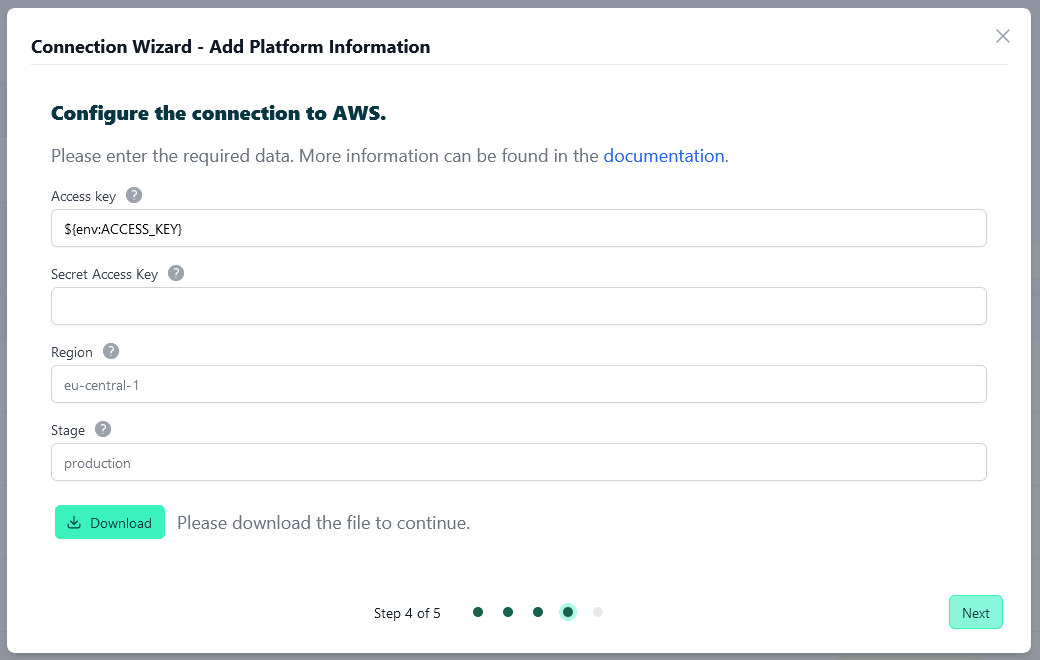 Connection Wizard - Add Platform Information
Configure the connection to AWS.
Please enter the required data. More information can be found in the documentation.
Access key ?
${env:ACCESS_KEY}
Secret Access Key ?
Region ?
eu-central-1
Stage ?
production
Download Please download the file to continue.
Step 4 of 5 Next